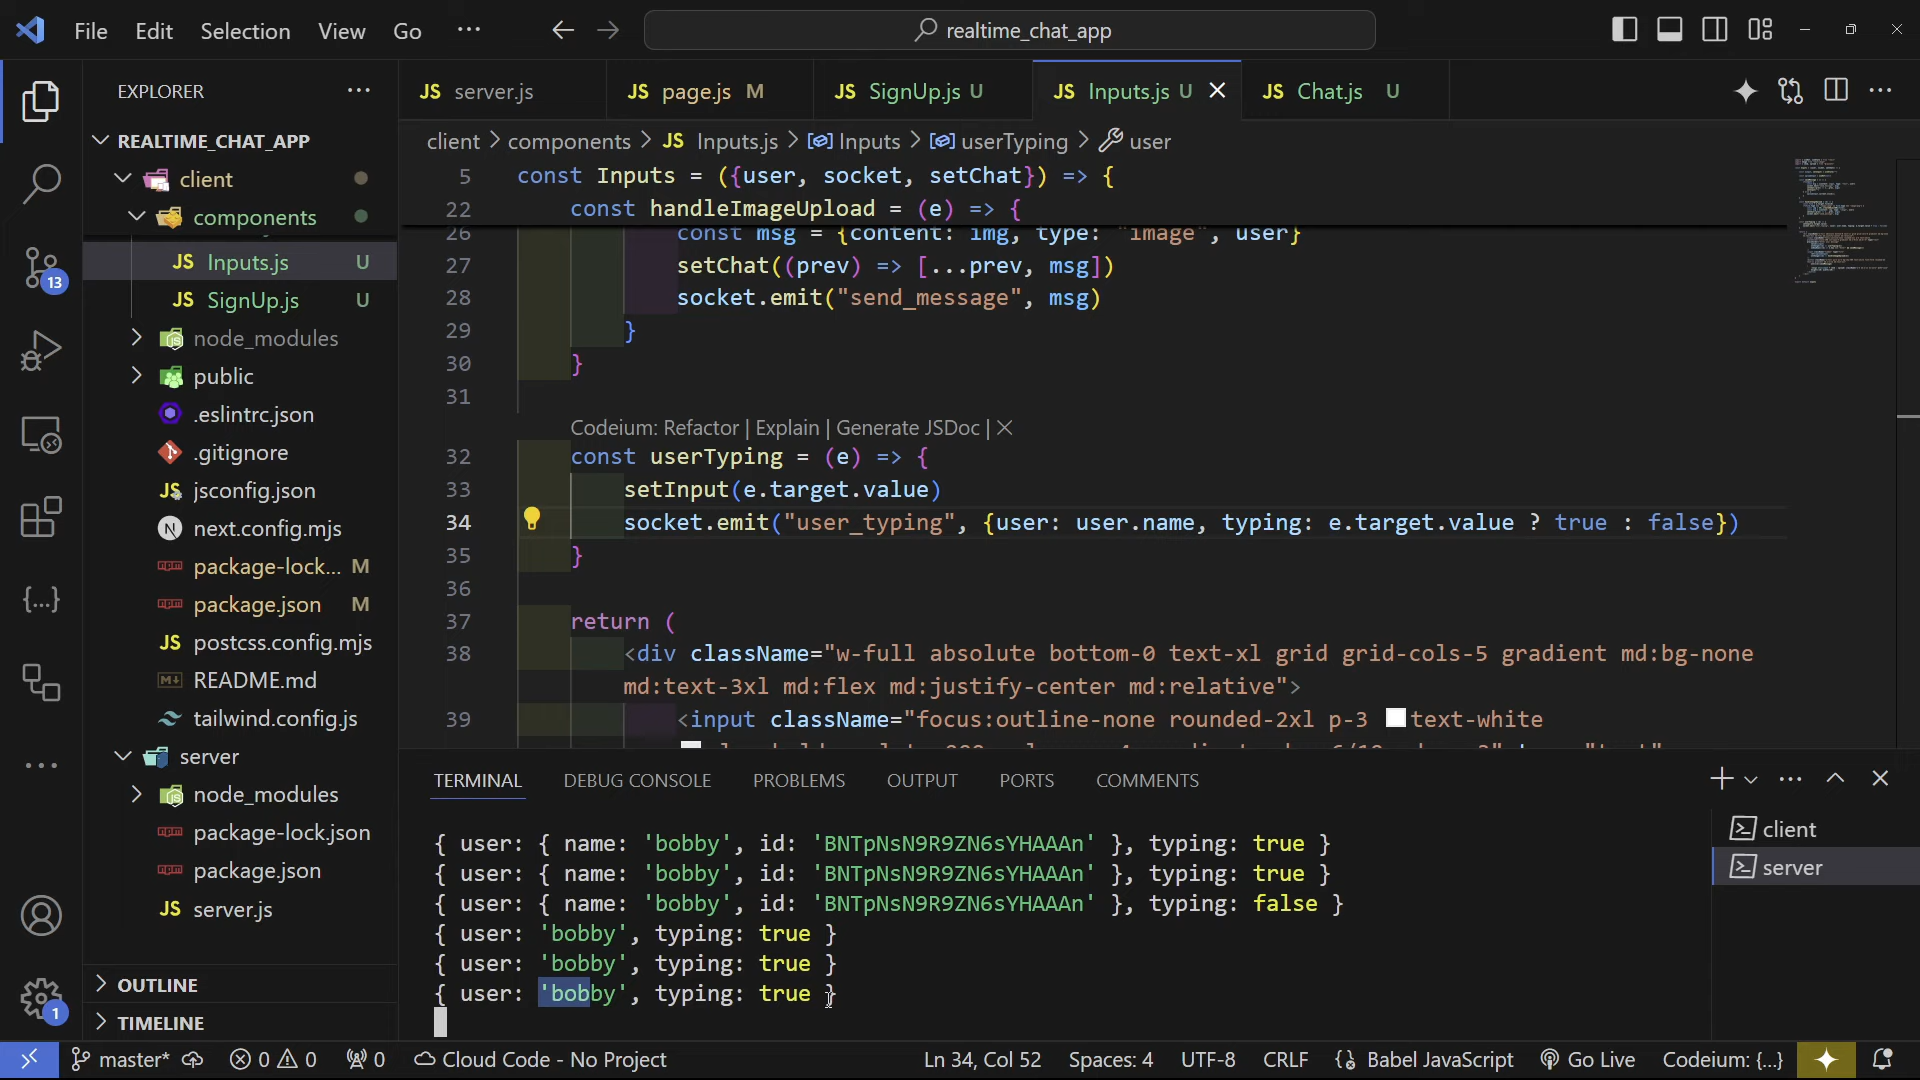 File Edit Selection View Go ··· realtime_chat_app
EXPLORER ···
REALTIME_CHAT_APP
client
components
JS Inputs.js U
JS SignUp.js U
node_modules
public
.eslintrc.json
.gitignore
JS jsconfig.json
N next.config.mjs
package-lock... M
package.json M
JS postcss.config.mjs
README.md
tailwind.config.js
server
node_modules
package-lock.json
package.json
JS server.js
OUTLINE
TIMELINE
13
1
JS server.js JS page.js M JS SignUp.js U JS Inputs.js U JS Chat.js U
client > components > JS Inputs.js > Inputs > userTyping > user
5 const Inputs = ({user, socket, setChat}) => {
22 const handleImageUpload = (e) => {
26 const msg = {content: img, type: "image", user}
27 setChat((prev) => [...prev, msg])
28 socket.emit("send_message", msg)
29 }
30 }
31
Codeium: Refactor | Explain | Generate JSDoc | X
32 const userTyping = (e) => {
33 setInput(e.target.value)
34 socket.emit("user_typing", {user: user.name, typing: e.target.value ? true : false})
35 }
36
37 return (
38 <div className="w-full absolute bottom-0 text-xl grid grid-cols-5 gradient md:bg-none
md:text-3xl md:flex md:justify-center md:relative">
39 <input className="focus:outline-none rounded-2xl p-3 text-white
TERMINAL DEBUG CONSOLE PROBLEMS OUTPUT PORTS COMMENTS
{ user: { name: 'bobby', id: 'BNTpNsN9R9ZN6sYHAAAn' }, typing: true }
{ user: { name: 'bobby', id: 'BNTpNsN9R9ZN6sYHAAAn' }, typing: true }
{ user: { name: 'bobby', id: 'BNTpNsN9R9ZN6sYHAAAn' }, typing: false }
{ user: 'bobby', typing: true }
{ user: 'bobby', typing: true }
{ user: 'bobby', typing: true }
client
server
master* 0 0 0 Cloud Code - No Project Ln 34, Col 52 Spaces: 4 UTF-8 CRLF Babel JavaScript Go Live Codeium: {...}